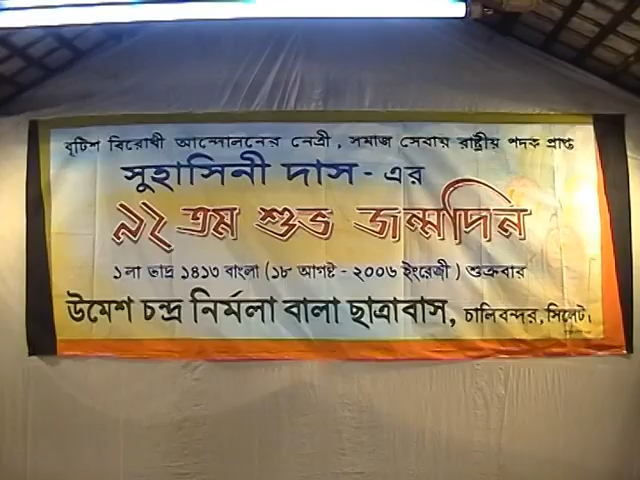 বৃটিশ বিরোধী আন্দোলনের নেত্রী, সমাজ সেবায় রাষ্ট্রীয় পদক প্রাপ্ত
সুহাসিনী দাস - এর
৯২ তম শুভ জন্মদিন
১লা ভাদ্র ১৪১৩ বাংলা (১৮ আগষ্ট - ২০০৬ ইংরেজী) শুক্রবার
উমেশ চন্দ্র নির্মলা বালা ছাত্রাবাস, চালিবন্দর, সিলেট।